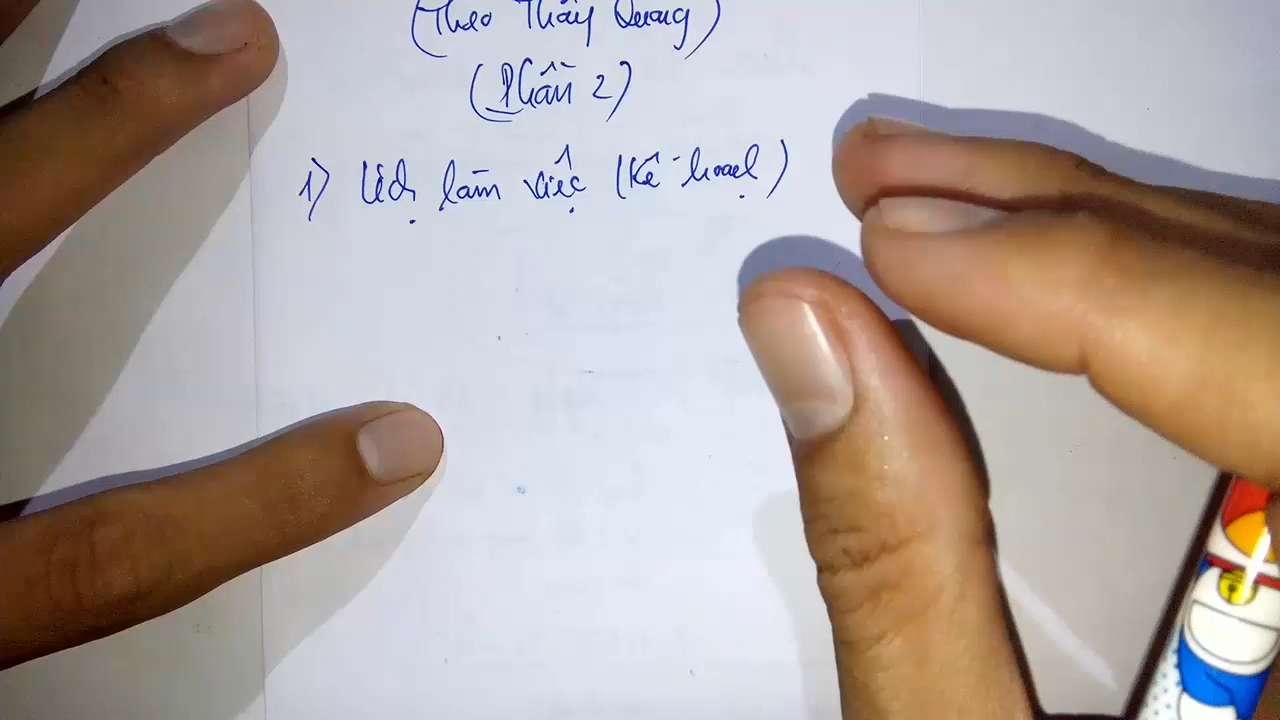 (Theo Thầy Quang)
(Phần 2)
1) Lịch làm việc (Kế hoạch)